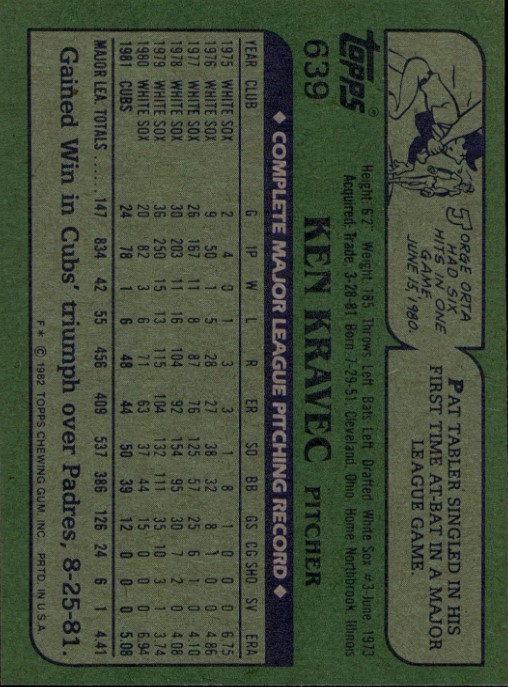 JORGE ORTA
HAD SIX
HITS IN ONE
GAME
JUNE 15, 1980.
PAT TABLER SINGLED IN HIS
FIRST TIME AT-BAT IN A MAJOR
LEAGUE GAME.
TOPPS®
639
KEN KRAVEC PITCHER
Height 6'2" Weight 185 Throws Left Bats Left Drafted White Sox #3-June, 1973
Acquired: Trade 3-28-81 Born 7-29-51, Cleveland, Ohio Home Northbrook, Illinois
◆ COMPLETE MAJOR LEAGUE PITCHING RECORD ◆
YEAR CLUB G IP W L R ER SO BB GS CG SHO SV ERA
1975 WHITE SOX 2 4 0 1 3 3 1 8 1 0 0 0 6.75
1976 WHITE SOX 9 50 1 5 28 27 38 32 8 1 0 0 4.86
1977 WHITE SOX 26 167 11 8 87 76 125 57 25 6 1 0 4.10
1978 WHITE SOX 30 203 11 16 104 92 154 95 30 7 2 0 4.08
1979 WHITE SOX 36 250 15 13 115 104 132 111 35 10 3 1 3.74
1980 WHITE SOX 20 82 3 6 71 63 37 44 15 0 0 0 6.94
1981 CUBS 24 78 1 6 48 44 50 39 12 0 0 0 5.08
MAJOR LEA. TOTALS ...... 147 834 42 55 456 409 537 386 126 24 6 1 4.41
Gained Win in Cubs' triumph over Padres, 8-25-81.
F* © 1982 TOPPS CHEWING GUM, INC. PRTD. IN U.S.A.